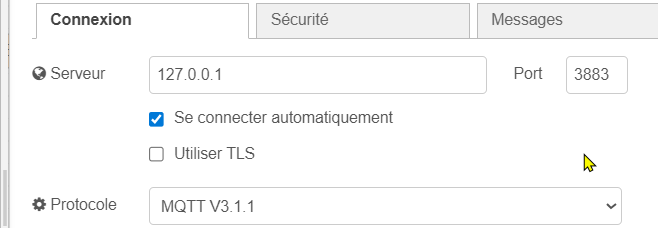 Connexion Sécurité Messages
Serveur 127.0.0.1 Port 3883
Se connecter automatiquement
Utiliser TLS
Protocole MQTT V3.1.1